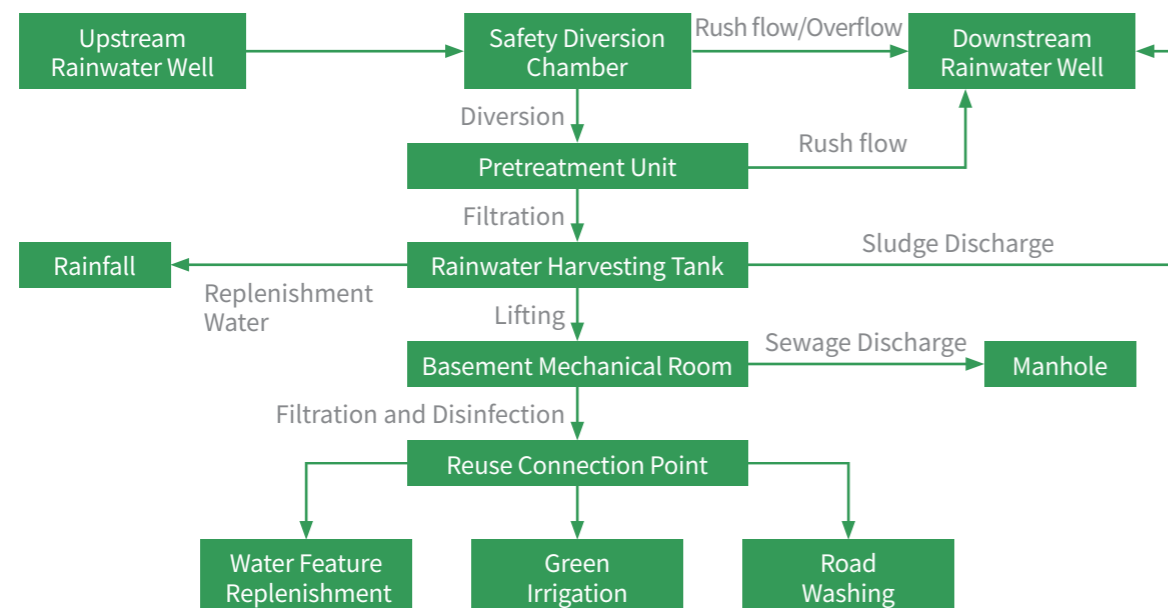 Upstream
Rainwater Well
Safety Diversion
Chamber
Rush flow/Overflow
Downstream
Rainwater Well
Diversion
Pretreatment Unit
Rush flow
Filtration
Rainfall
Replenishment
Water
Rainwater Harvesting Tank
Sludge Discharge
Lifting
Basement Mechanical Room
Sewage Discharge
Manhole
Filtration and Disinfection
Reuse Connection Point
Water Feature
Replenishment
Green
Irrigation
Road
Washing